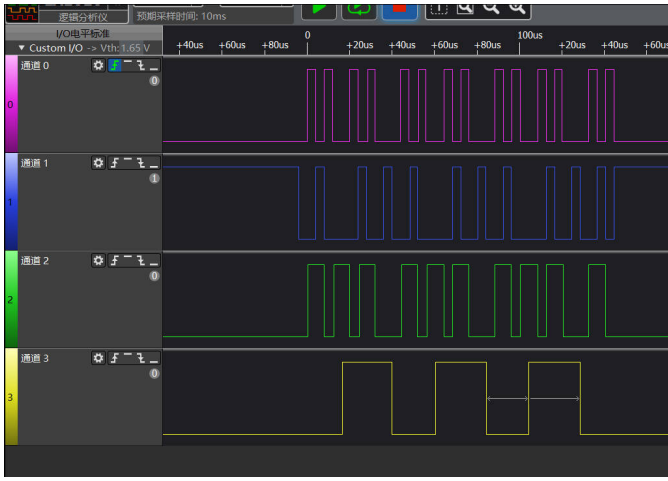 逻辑分析仪
预期采样时间: 10ms
I/O电平标准
▼ Custom I/O -> Vth: 1.65 V
+40us +60us +80us 0 +20us +40us +60us +80us 100us +20us +40us +60us
通道 0
0
0
通道 1
1
1
通道 2
0
2
通道 3
0
3